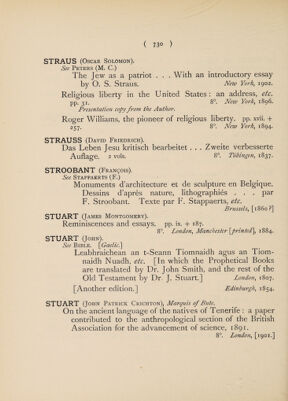 ( 730 )
STRAUS (Oscar Solomon).
See Peters (M. C.)
The Jew as a patriot . . . With an introductory essay
by O. S. Straus. New York, 1902.
Religious liberty in the United States: an address, etc.
pp. 31. 8°. New York, 1896.
Presentation copy from the Author.
Roger Williams, the pioneer of religious liberty. pp. xvii. +
257. 8°. New York, 1894.
STRAUSS (David Friedrich).
Das Leben Jesu kritisch bearbeitet . . . Zweite verbesserte
Auflage. 2 vols. 8°. Tübingen, 1837.
STROOBANT (François).
See Stappaerts (F.)
Monuments d'architecture et de sculpture en Belgique.
Dessins d'après nature, lithographiés . . . par
F. Stroobant. Texte par F. Stappaerts, etc.
Brussels, [1860?]
STUART (James Montgomery).
Reminiscences and essays. pp. ix. + 187.
8°. London, Manchester [printed], 1884.
STUART (John).
See Bible. [Gaelic.]
Leabhraichean an t-Seann Tiomnaidh agus an Tiom-
naidh Nuadh, etc. [In which the Prophetical Books
are translated by Dr. John Smith, and the rest of the
Old Testament by Dr. J. Stuart.] London, 1807.
[Another edition.] Edinburgh, 1854.
STUART (John Patrick Crichton), Marquis of Bute.
On the ancient language of the natives of Tenerife: a paper
contributed to the anthropological section of the British
Association for the advancement of science, 1891.
8°. London, [1901.]